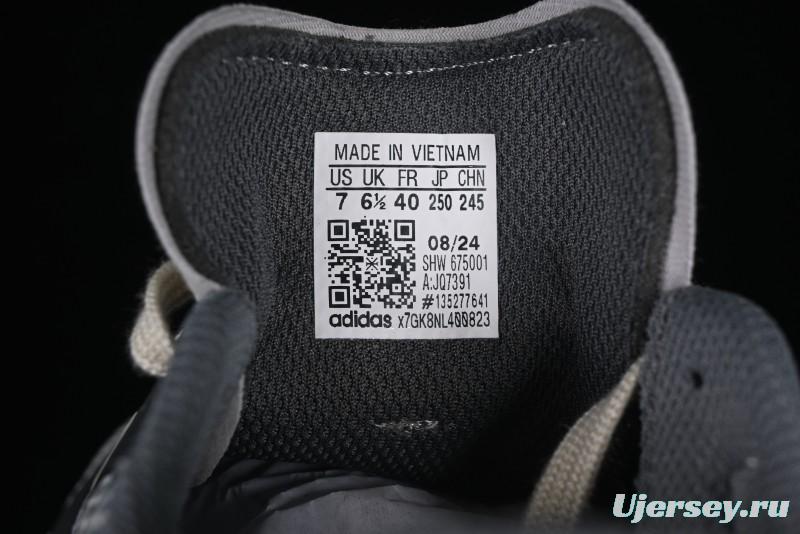 MADE IN VIETNAM
US UK FR JP CHN
7 6½ 40 250 245
08/24
SHW 675001
A:JQ7391
#135277641
adidas x7GK8NL400823
Ujersey.ru